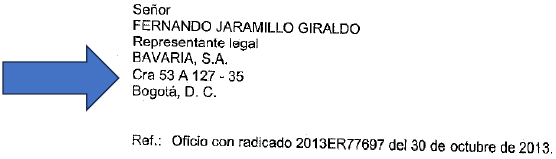 Señor
FERNANDO JARAMILLO GIRALDO
Representante legal
BAVARIA, S.A.
Cra 53 A 127 - 35
Bogotá, D. C.
Ref.: Oficio con radicado 2013ER77697 del 30 de octubre de 2013.